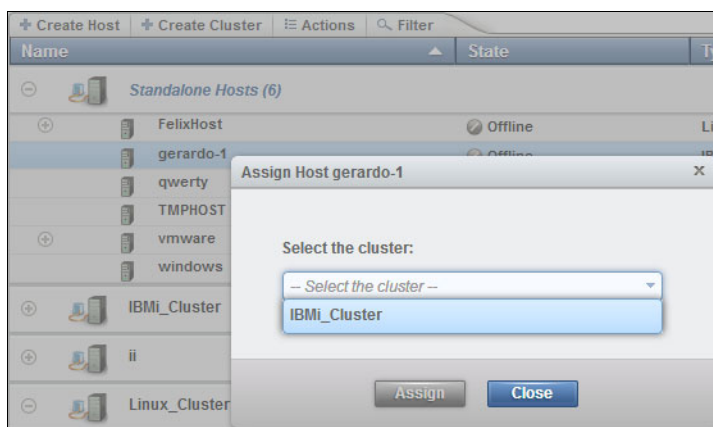 Create Host Create Cluster Actions Filter
Name State
Standalone Hosts (6)
FelixHost Offline
gerardo-1 Offline
Assign Host gerardo-1 x
qwerty
TMPHOST
vmware
windows
Select the cluster:
-- Select the cluster --
IBMi_Cluster
IBMi_Cluster
ii
Linux_Cluster
Assign Close